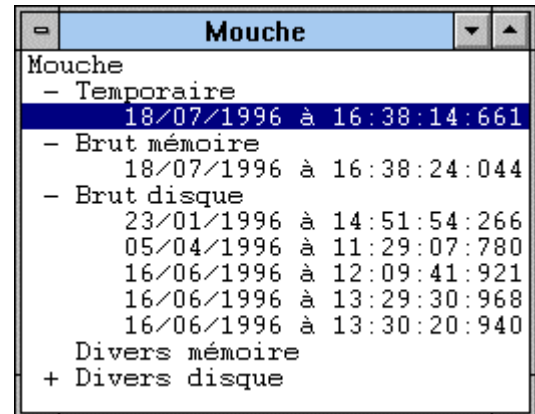 Mouche
Mouche
– Temporaire
18/07/1996 à 16:38:14:661
– Brut mémoire
18/07/1996 à 16:38:24:044
– Brut disque
23/01/1996 à 14:51:54:266
05/04/1996 à 11:29:07:780
16/06/1996 à 12:09:41:921
16/06/1996 à 13:29:30:968
16/06/1996 à 13:30:20:940
Divers mémoire
+ Divers disque